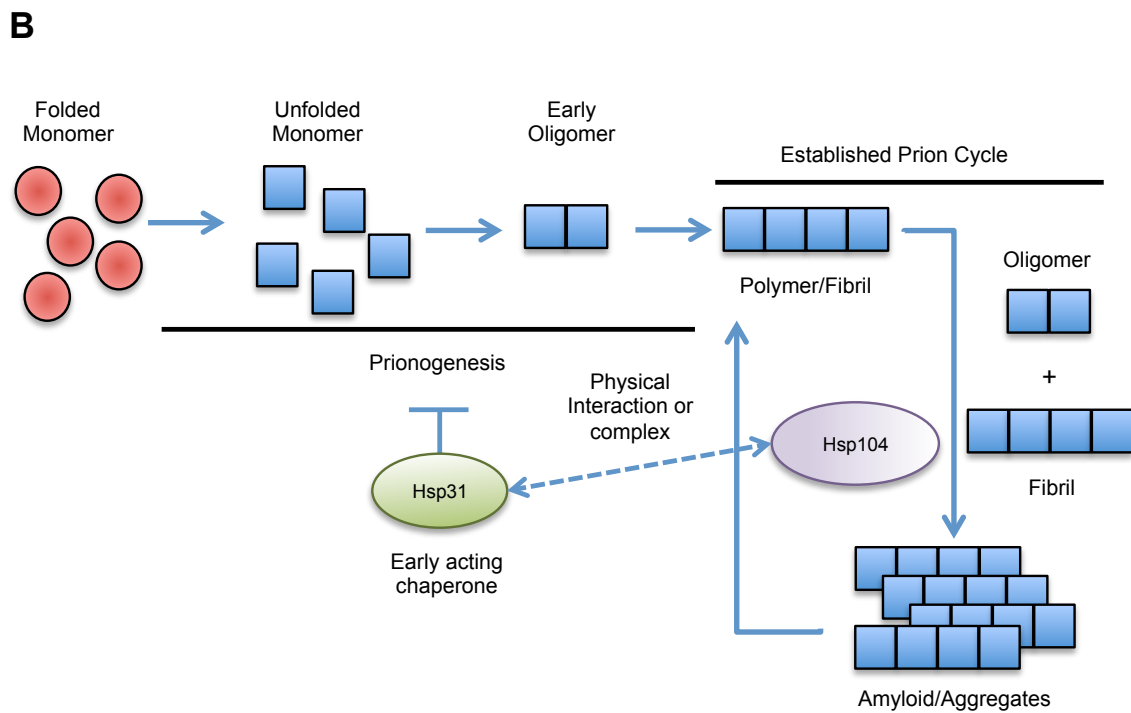 B
Folded
Monomer
Unfolded
Monomer
Early
Oligomer
Established Prion Cycle
Polymer/Fibril
Oligomer
+
Fibril
Prionogenesis
Physical
Interaction or
complex
Hsp104
Hsp31
Early acting
chaperone
Amyloid/Aggregates